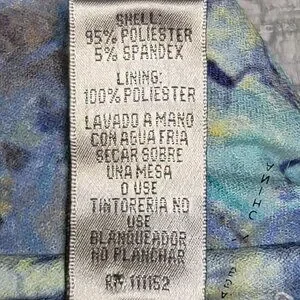 SHELL:
95% POLIESTER
5% SPANDEX
LINING:
100% POLIESTER
LAVADO A MANO
CON AGUA FRIA
SECAR SOBRE
UNA MESA
O USE
TINTORERIA NO
USE
BLANQUEADOR
NO PLANCHAR
RN 111152